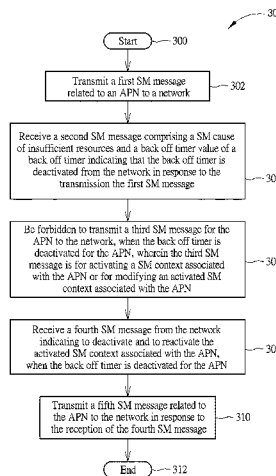 30
Start
300
Transmit a first SM message
related to an APN to a network
302
Receive a second SM message comprising a SM cause
of insufficient resources and a back off timer value of a
back off timer indicating that the back off timer is
deactivated from the network in response to
the transmission the first SM message
30
Be forbidden to transmit a third SM message for the
APN to the network, when the back off timer is
deactivated for the APN, wherein the third SM
message is for activating a SM context associated
with the APN or for modifying an activated SM
context associated with the APN
30
Receive a fourth SM message from the network
indicating to deactivate and to reactivate the
activated SM context associated with the APN,
when the back off timer is deactivated for the APN
30
Transmit a fifth SM message related to
the APN to the network in response to
the reception of the fourth SM message
310
End
312